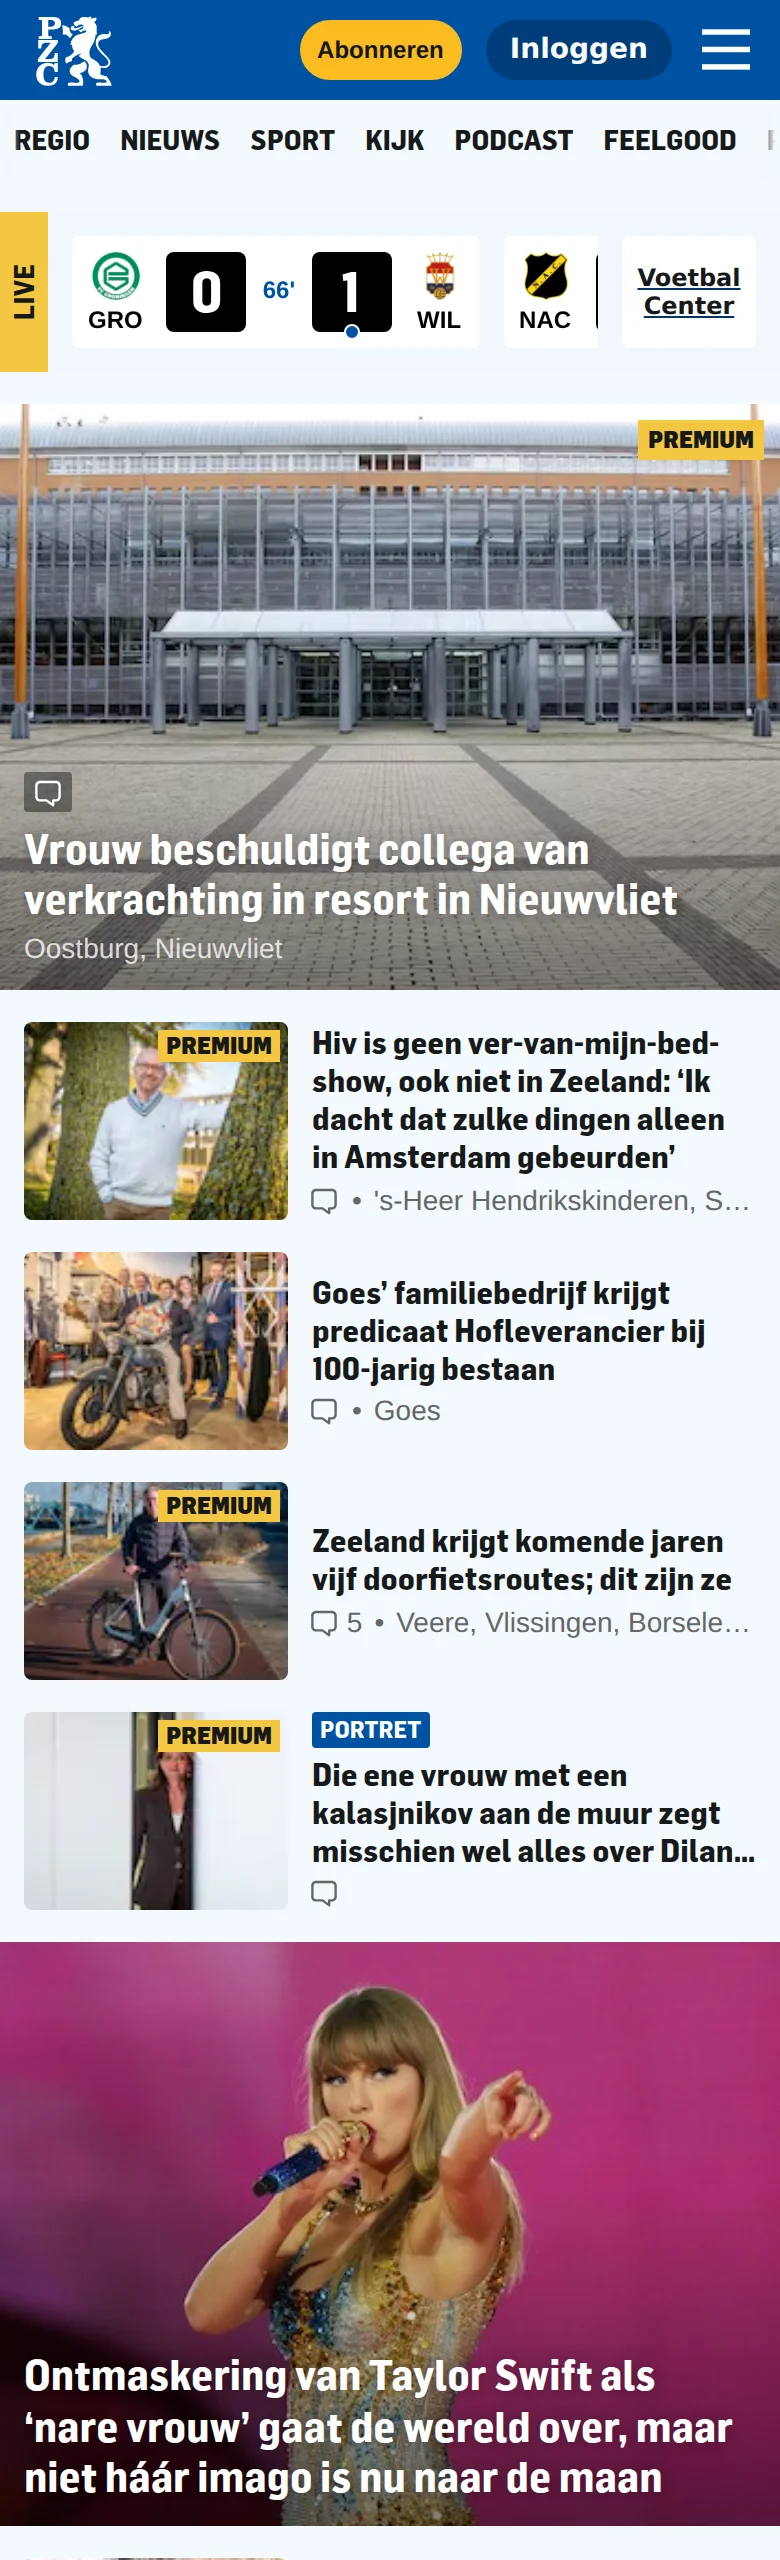 PZC
Abonneren
Inloggen
REGIO NIEUWS SPORT KIJK PODCAST FEELGOOD
LIVE
GRO 0 66' 1 WIL
NAC
Voetbal
Center
PREMIUM
Vrouw beschuldigt collega van
verkrachting in resort in Nieuwvliet
Oostburg, Nieuwvliet
PREMIUM
Hiv is geen ver-van-mijn-bed-
show, ook niet in Zeeland: ‘Ik
dacht dat zulke dingen alleen
in Amsterdam gebeurden’
• 's-Heer Hendrikskinderen, S…
Goes’ familiebedrijf krijgt
predicaat Hofleverancier bij
100-jarig bestaan
• Goes
PREMIUM
Zeeland krijgt komende jaren
vijf doorfietsroutes; dit zijn ze
5 • Veere, Vlissingen, Borsele…
PREMIUM
PORTRET
Die ene vrouw met een
kalasjnikov aan de muur zegt
misschien wel alles over Dilan...
Ontmaskering van Taylor Swift als
‘nare vrouw’ gaat de wereld over, maar
niet háár imago is nu naar de maan